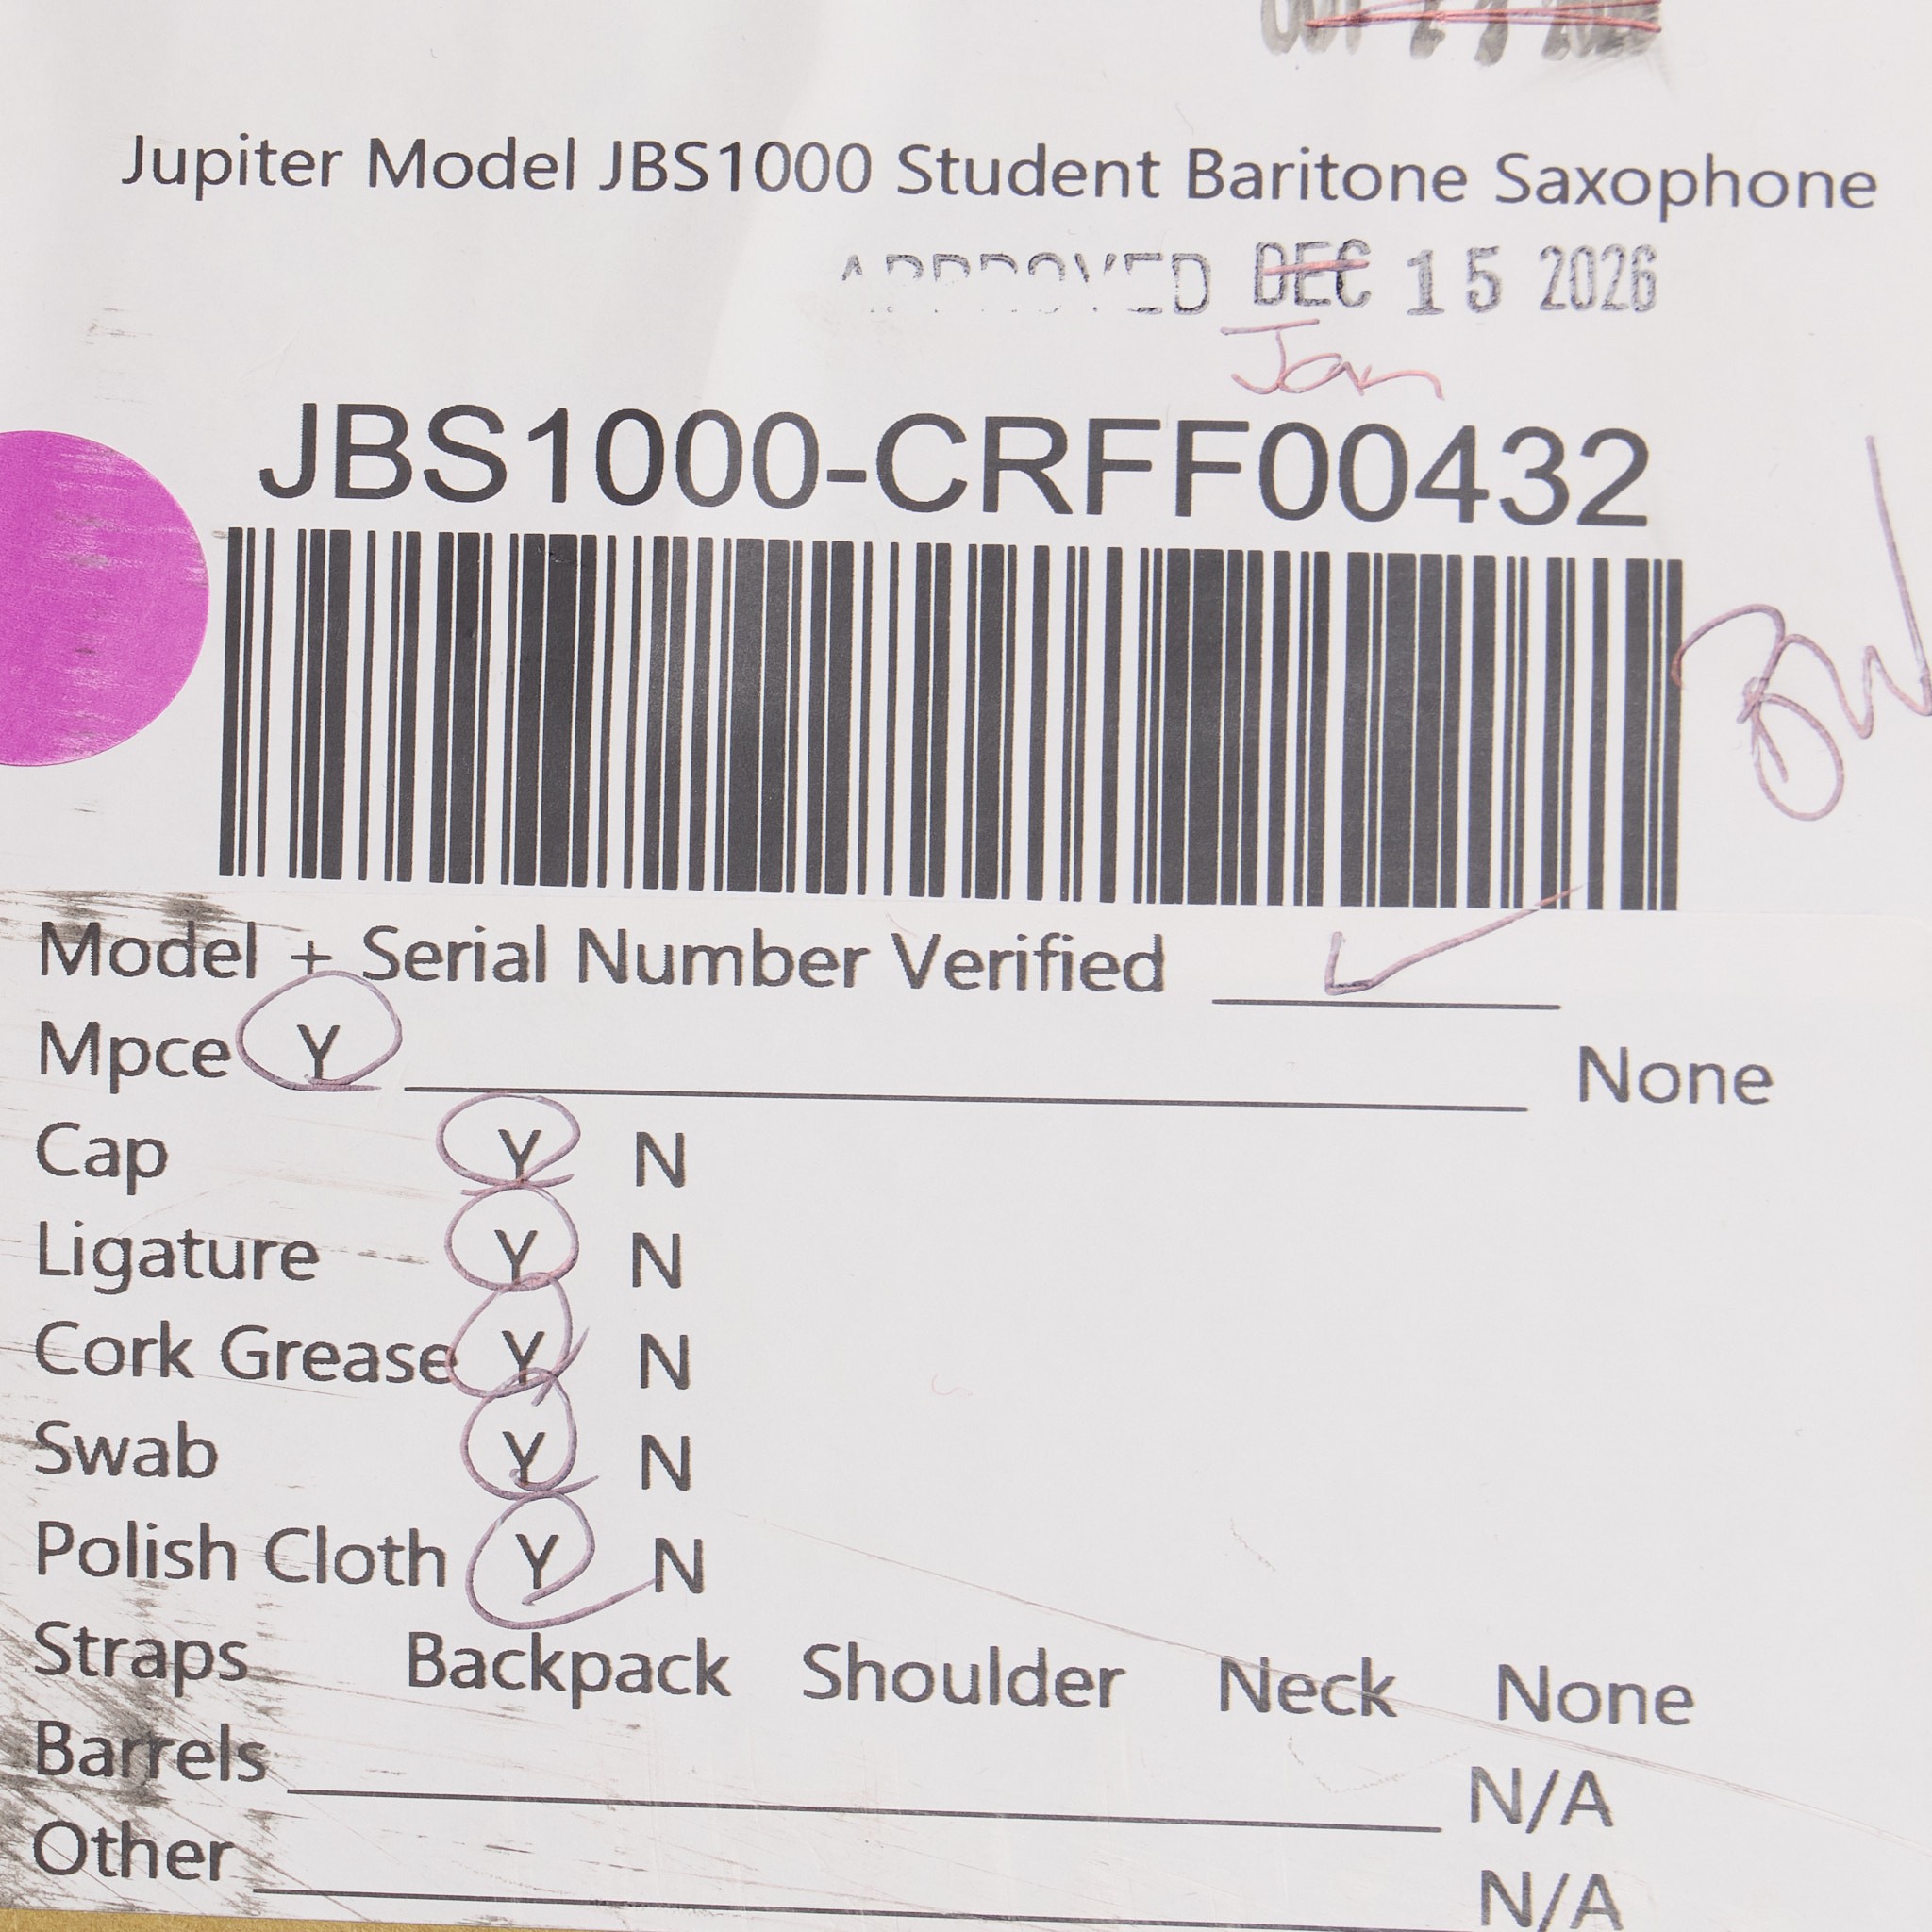 Jupiter Model JBS1000 Student Baritone Saxophone
APPROVED DEC 15 2026
Jan
JBS1000-CRFF00432
BW
Model + Serial Number Verified
Mpce Y None
Cap Y N
Ligature Y N
Cork Grease Y N
Swab Y N
Polish Cloth Y N
Straps Backpack Shoulder Neck None
Barrels N/A
Other N/A